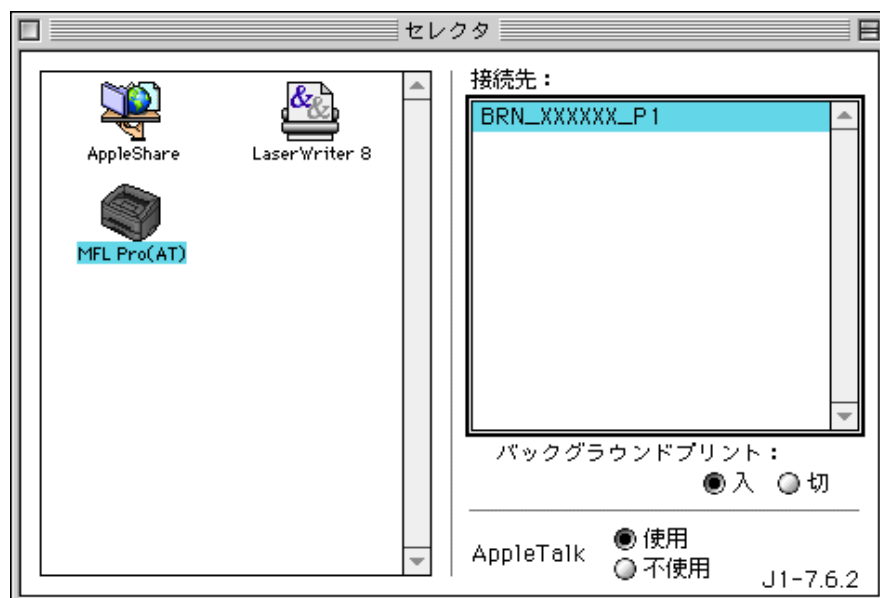 セレクタ
AppleShare
LaserWriter 8
MFL Pro(AT)
接続先：
BRN_XXXXXX_P1
バックグラウンドプリント：
入 切
AppleTalk
使用
不使用
J1-7.6.2